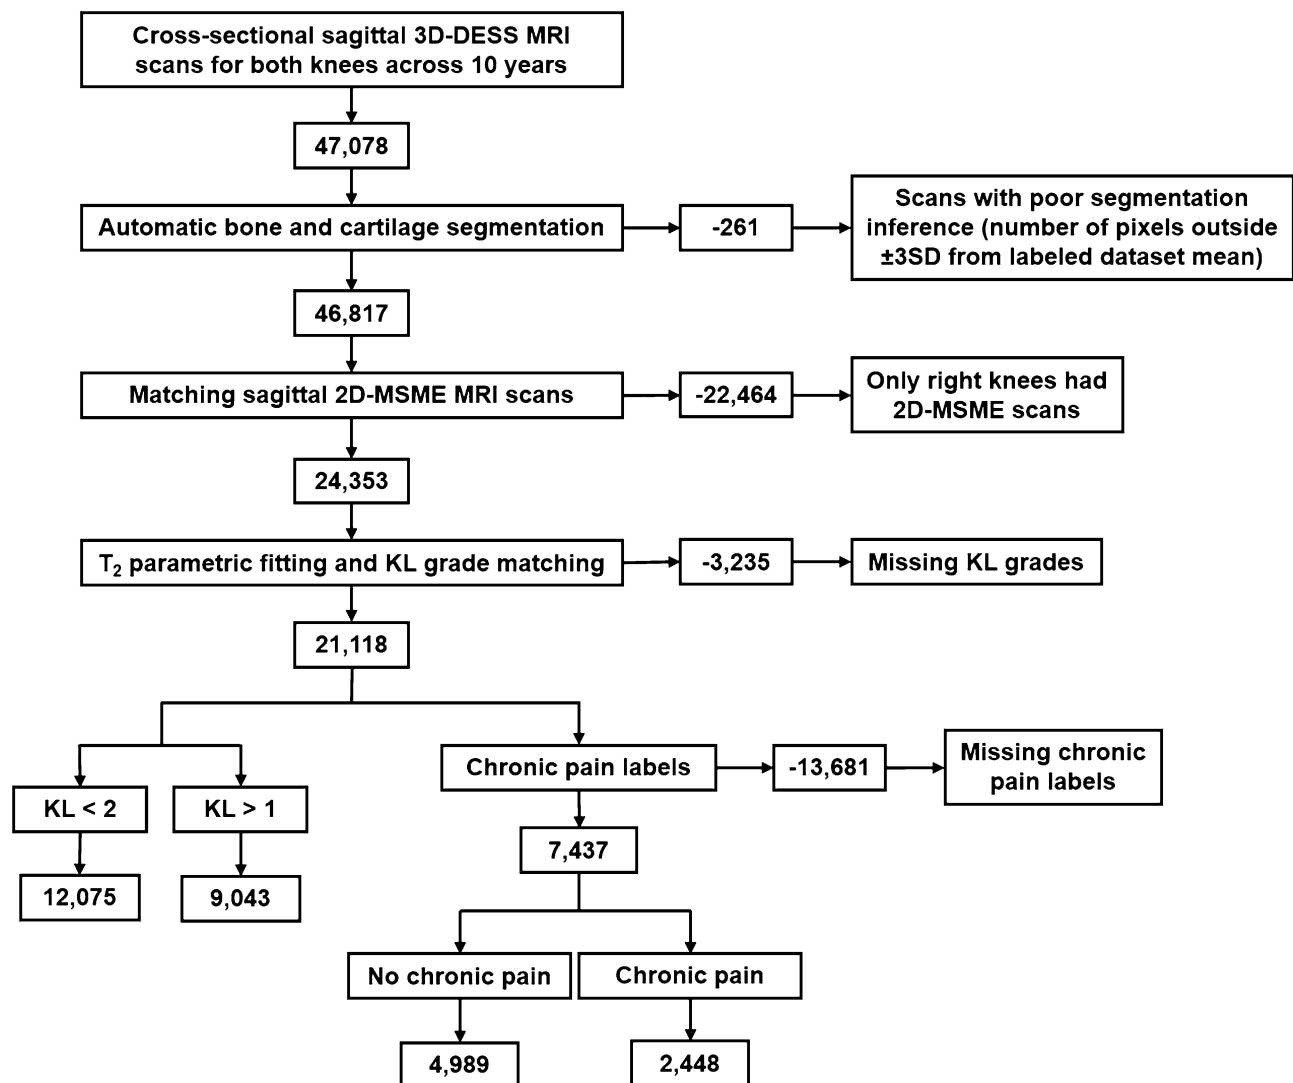 Cross-sectional sagittal 3D-DESS MRI
scans for both knees across 10 years
47,078
Automatic bone and cartilage segmentation
-261
Scans with poor segmentation
inference (number of pixels outside
±3SD from labeled dataset mean)
46,817
Matching sagittal 2D-MSME MRI scans
-22,464
Only right knees had
2D-MSME scans
24,353
T₂ parametric fitting and KL grade matching
-3,235
Missing KL grades
21,118
KL < 2
KL > 1
12,075
9,043
Chronic pain labels
-13,681
Missing chronic
pain labels
7,437
No chronic pain
Chronic pain
4,989
2,448